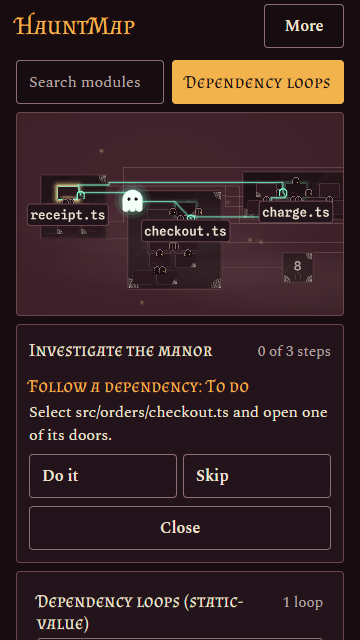 HauntMap
More
Search modules
Dependency loops
receipt.ts
charge.ts
checkout.ts
8
Investigate the manor
0 of 3 steps
Follow a dependency: To do
Select src/orders/checkout.ts and open one
of its doors.
Do it
Skip
Close
Dependency loops (static-
value)
1 loop